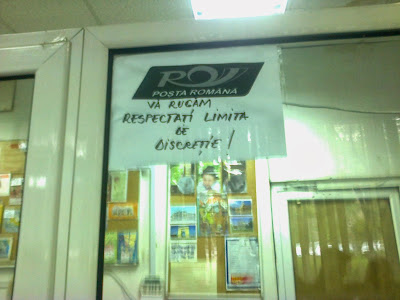 POȘTA ROMÂNĂ
VĂ RUGĂM
RESPECTAȚI LIMITA
DE
DISCREȚIE!